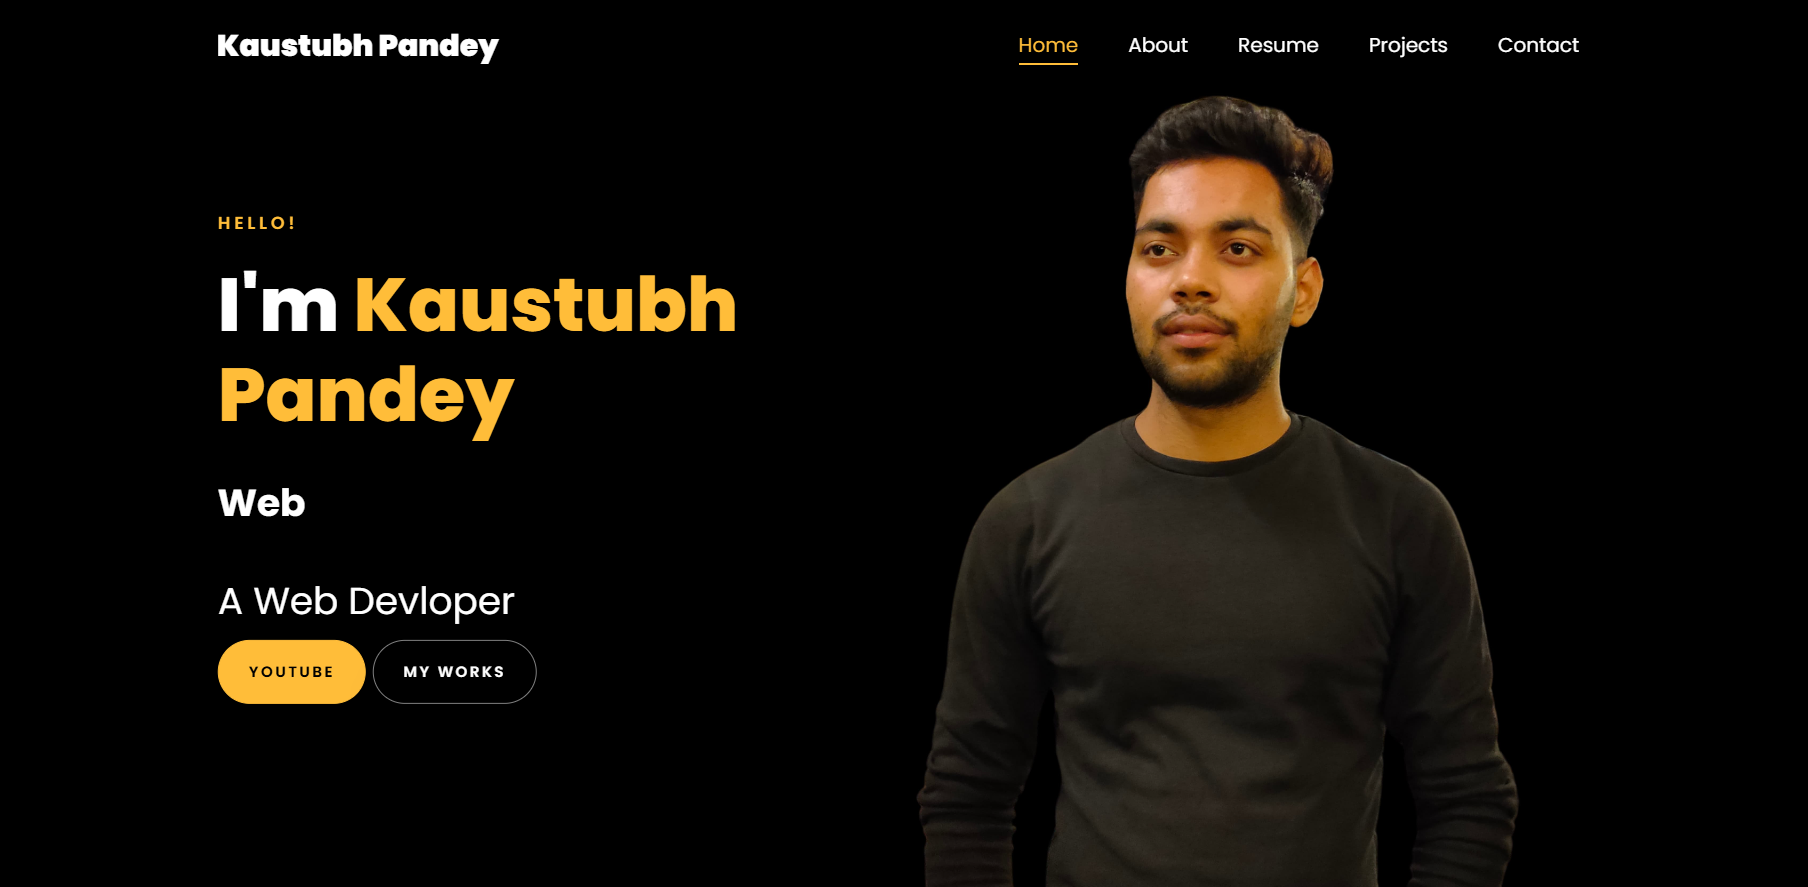 Kaustubh Pandey
Home About Resume Projects Contact
HELLO!
I'm Kaustubh
Pandey
Web
A Web Devloper
YOUTUBE MY WORKS